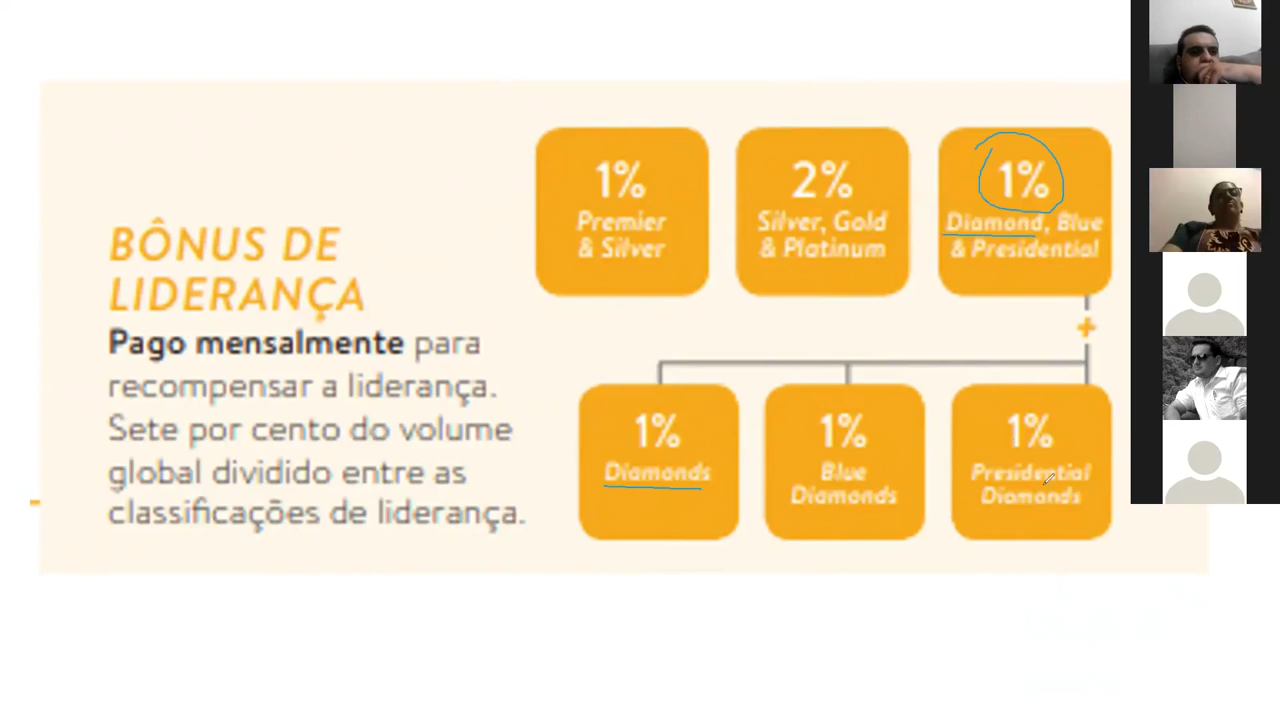 BÔNUS DE
LIDERANÇA
Pago mensalmente para
recompensar a liderança.
Sete por cento do volume
global dividido entre as
classificações de liderança.
1%
Premier
& Silver
2%
Silver, Gold
& Platinum
1%
Diamond, Blue
& Presidential
+
1%
Diamonds
1%
Blue
Diamonds
1%
Presidential
Diamonds